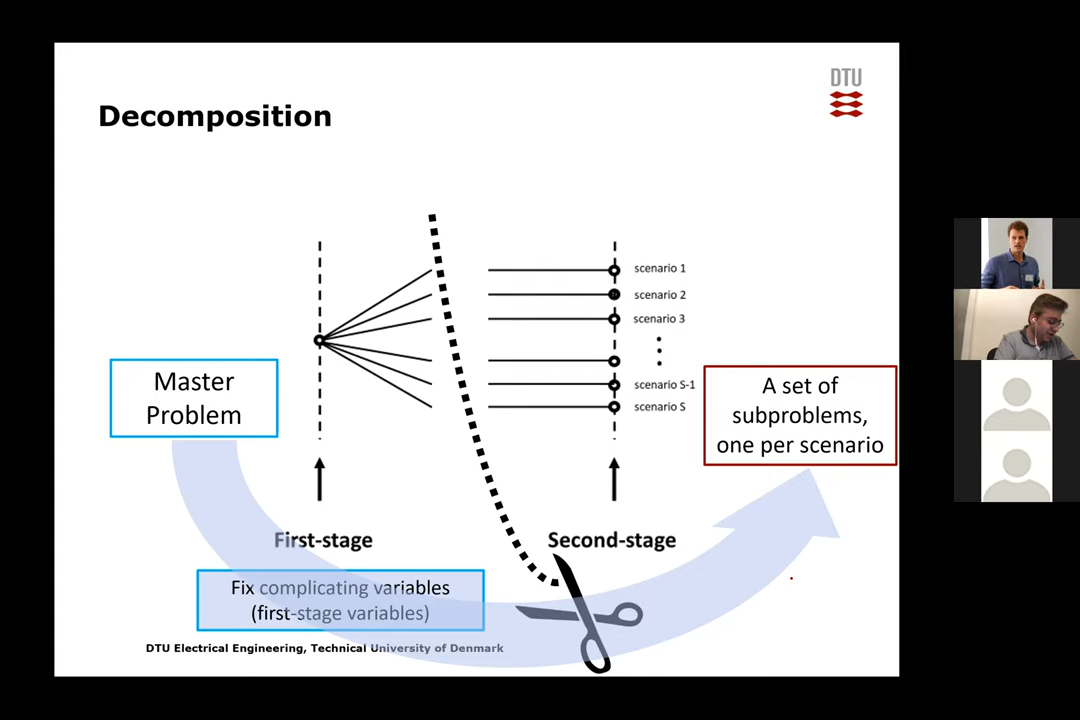 DTU
Decomposition
scenario 1
scenario 2
scenario 3
scenario S-1
scenario S
Master
Problem
A set of
subproblems,
one per scenario
First-stage
Second-stage
Fix complicating variables
(first-stage variables)
DTU Electrical Engineering, Technical University of Denmark